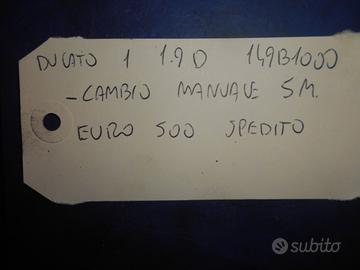 DUCATO 1 1.9 D 149B1000
- CAMBIO MANUALE 5M.
EURO 500 SPEDITO
subito